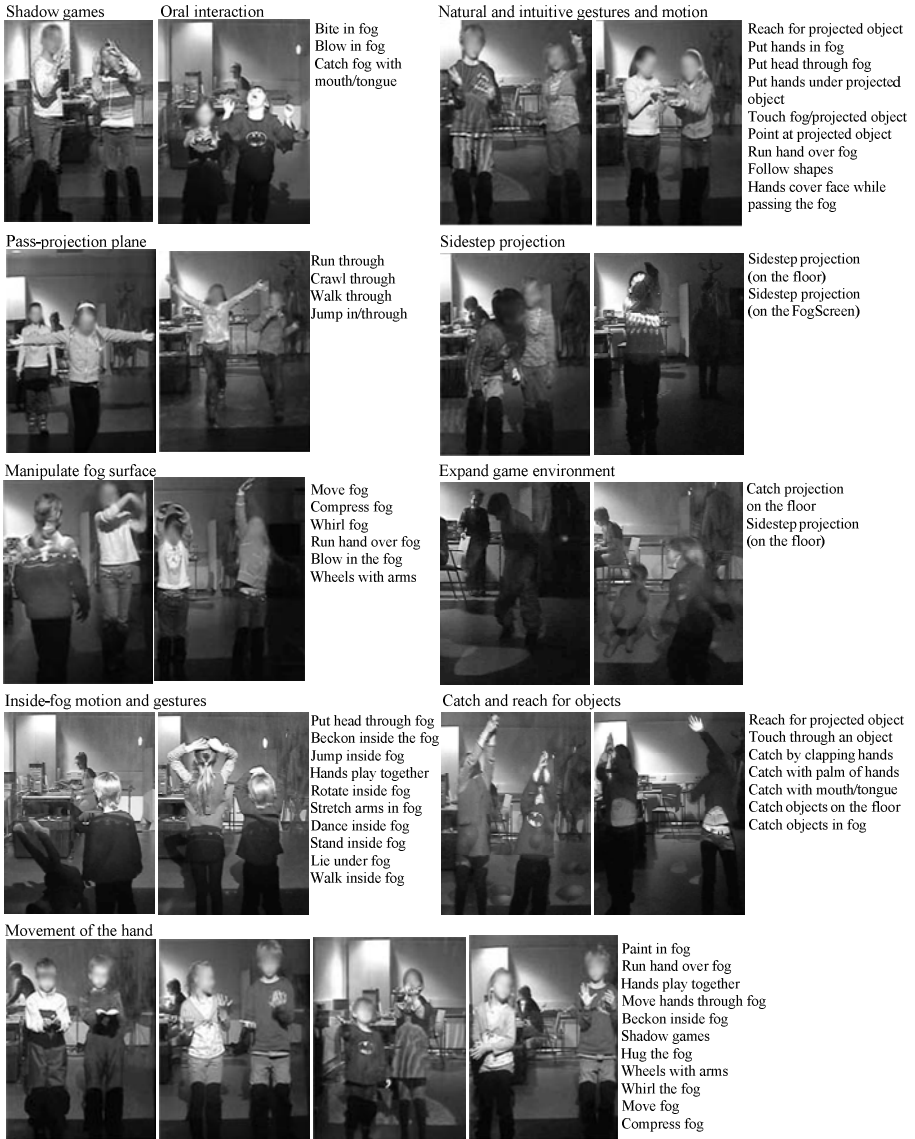 Shadow games
Oral interaction
Bite in fog
Blow in fog
Catch fog with
mouth/tongue
Natural and intuitive gestures and motion
Reach for projected object
Put hands in fog
Put head through fog
Put hands under projected
object
Touch fog/projected object
Point at projected object
Run hand over fog
Follow shapes
Hands cover face while
passing the fog
Pass-projection plane
Run through
Crawl through
Walk through
Jump in/through
Sidestep projection
Sidestep projection
(on the floor)
Sidestep projection
(on the FogScreen)
Manipulate fog surface
Move fog
Compress fog
Whirl fog
Run hand over fog
Blow in the fog
Wheels with arms
Expand game environment
Catch projection
on the floor
Sidestep projection
(on the floor)
Inside-fog motion and gestures
Put head through fog
Beckon inside the fog
Jump inside fog
Hands play together
Rotate inside fog
Stretch arms in fog
Dance inside fog
Stand inside fog
Lie under fog
Walk inside fog
Catch and reach for objects
Reach for projected object
Touch through an object
Catch by clapping hands
Catch with palm of hands
Catch with mouth/tongue
Catch objects on the floor
Catch objects in fog
Movement of the hand
Paint in fog
Run hand over fog
Hands play together
Move hands through fog
Beckon inside fog
Shadow games
Hug the fog
Wheels with arms
Whirl the fog
Move fog
Compress fog